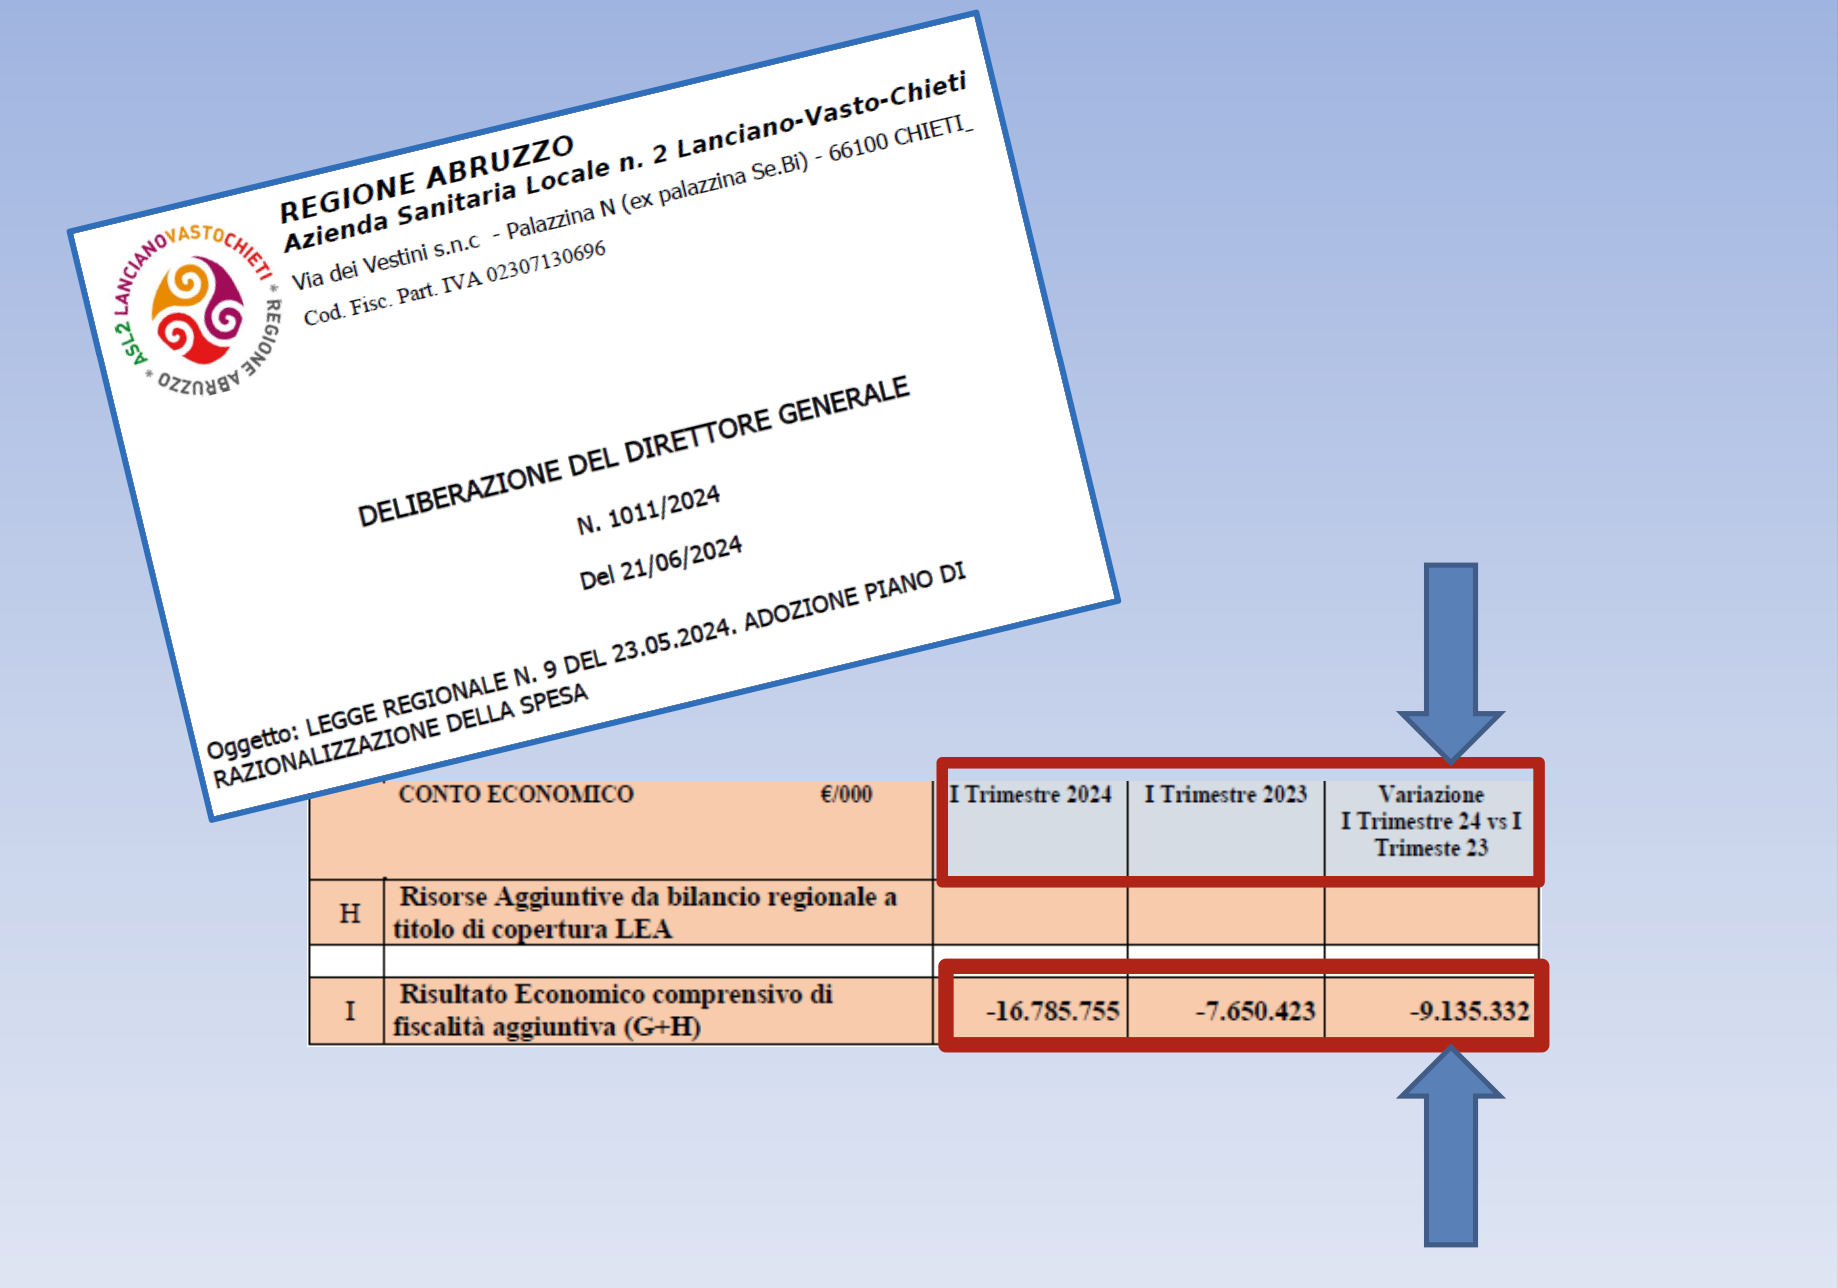 REGIONE ABRUZZO
Azienda Sanitaria Locale n. 2 Lanciano-Vasto-Chieti
Via dei Vestini s.n.c - Palazzina N (ex palazzina Se.Bi) - 66100 CHIETI_
Cod. Fisc. Part. IVA 02307130696
ASL2 LANCIANOVASTOCHIETI * REGIONE ABRUZZO *
DELIBERAZIONE DEL DIRETTORE GENERALE
N. 1011/2024
Del 21/06/2024
Oggetto: LEGGE REGIONALE N. 9 DEL 23.05.2024. ADOZIONE PIANO DI
RAZIONALIZZAZIONE DELLA SPESA
CONTO ECONOMICO €/000 I Trimestre 2024 I Trimestre 2023 Variazione
I Trimestre 24 vs I
Trimeste 23
H Risorse Aggiuntive da bilancio regionale a
titolo di copertura LEA
I Risultato Economico comprensivo di
fiscalità aggiuntiva (G+H) -16.785.755 -7.650.423 -9.135.332